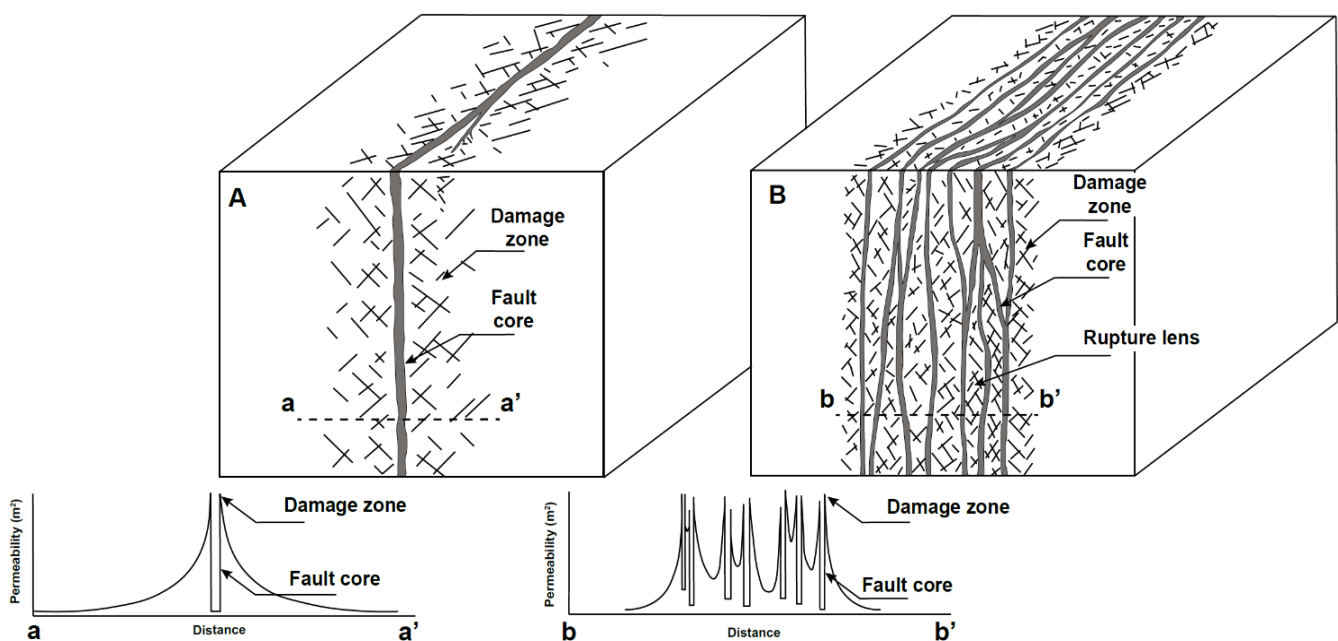 A
Damage
zone
Fault
core
a
a’
B
Damage
zone
Fault
core
Rupture lens
b
b’
Permeability (m²)
Damage zone
Fault core
a
Distance
a’
Permeability (m²)
Damage zone
Fault core
b
Distance
b’